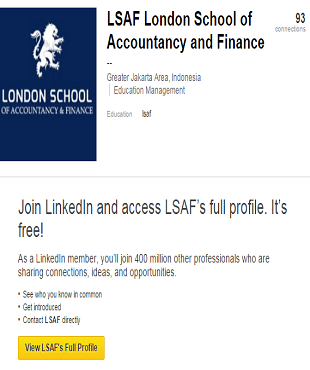 LONDON SCHOOL
OF ACCOUNTANCY & FINANCE
LSAF London School of
Accountancy and Finance
93
connections
--
Greater Jakarta Area, Indonesia
Education Management
Education lsaf
Join LinkedIn and access LSAF's full profile. It's
free!
As a LinkedIn member, you'll join 400 million other professionals who are
sharing connections, ideas, and opportunities.
• See who you know in common
• Get introduced
• Contact LSAF directly
View LSAF's Full Profile